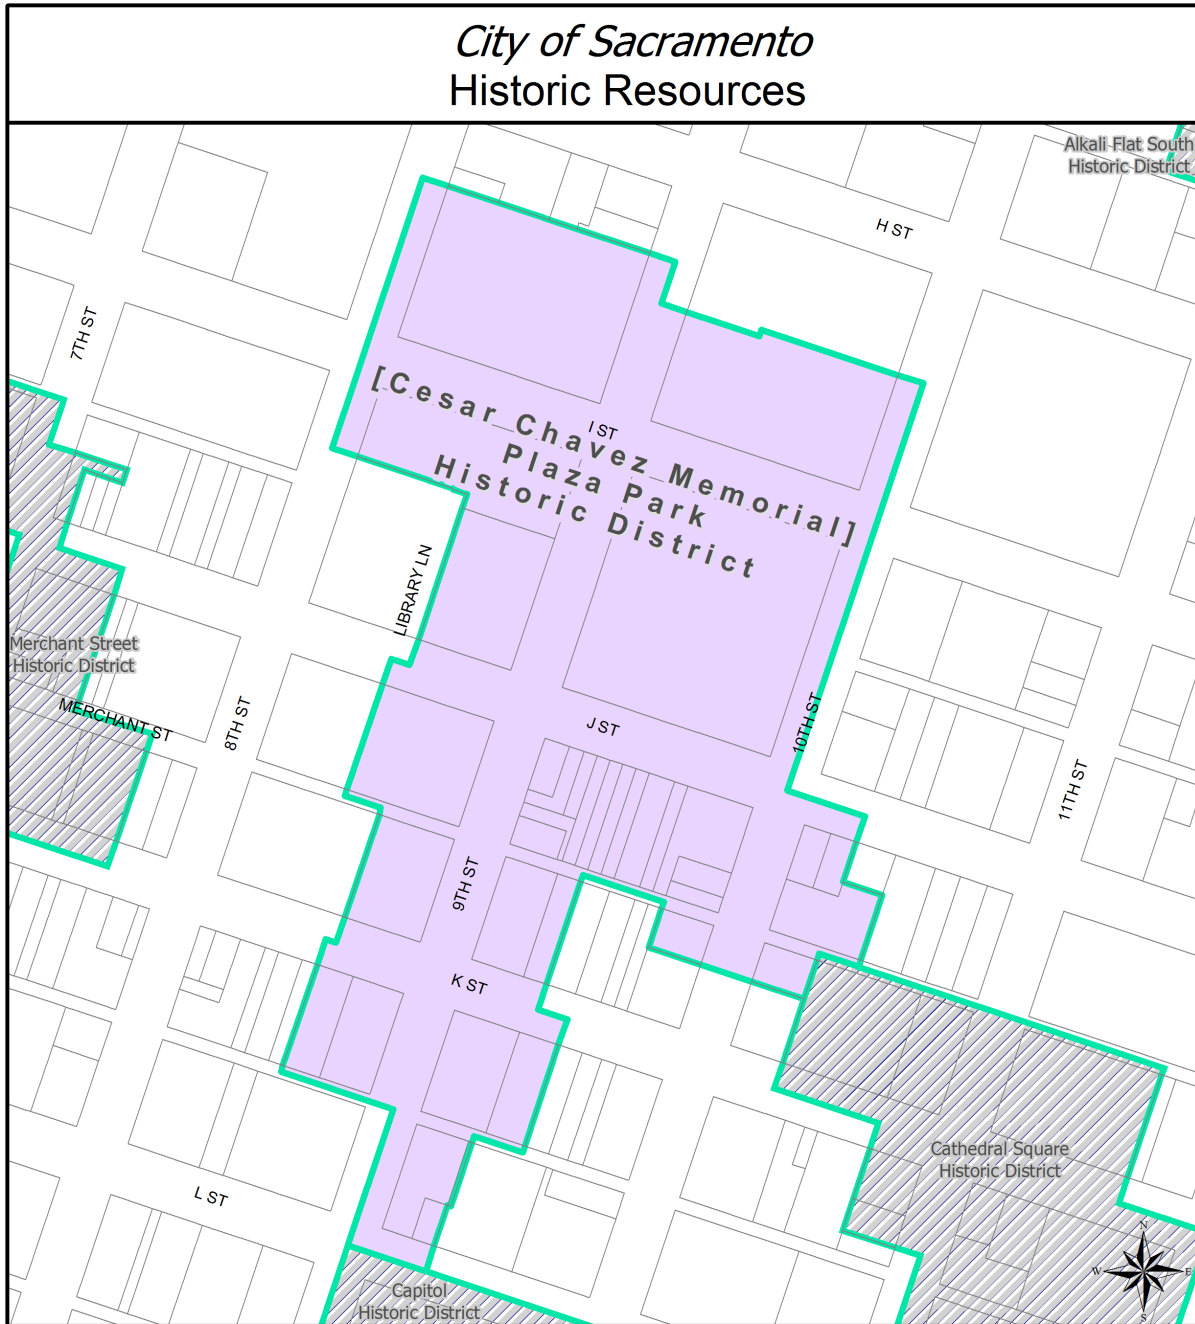 City of Sacramento
Historic Resources
Alkali Flat South
Historic District
H ST
7TH ST
[Cesar Chavez Memorial]
Plaza Park
Historic District
I ST
LIBRARY LN
Merchant Street
Historic District
MERCHANT ST
8TH ST
J ST
10TH ST
11TH ST
9TH ST
K ST
Cathedral Square
Historic District
L ST
N
W
E
S
Capitol
Historic District